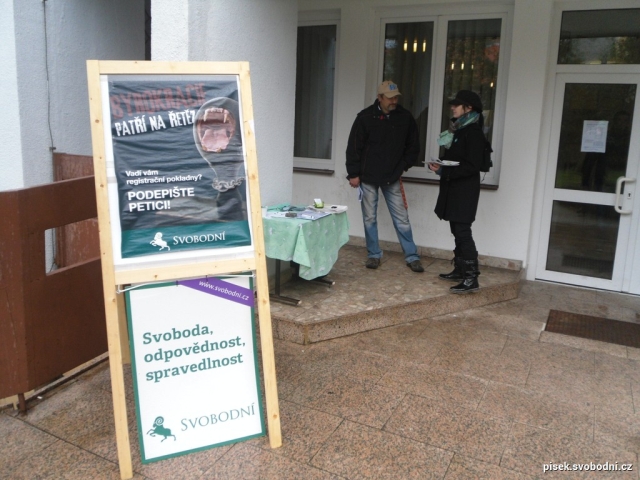 BYROKRACIE
PATŘÍ NA ŘETĚZ
Vadí vám
registrační pokladny?
PODEPIŠTE
PETICI!
SVOBODNÍ
www.svobodni.cz
Svoboda,
odpovědnost,
spravedlnost
SVOBODNÍ
pisek.svobodni.cz